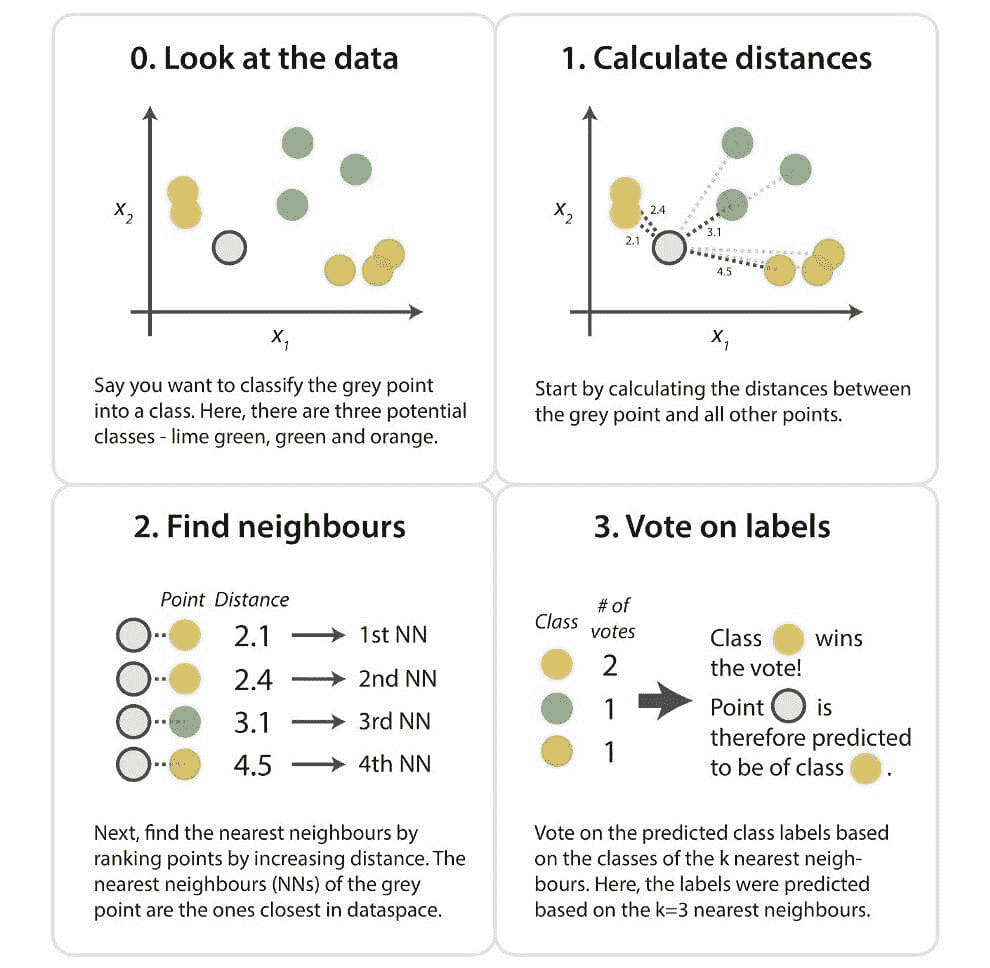 0. Look at the data
X2
X1
Say you want to classify the grey point
into a class. Here, there are three potential
classes - lime green, green and orange.
1. Calculate distances
X2
2.4
2.1
3.1
4.5
X1
Start by calculating the distances between
the grey point and all other points.
2. Find neighbours
Point Distance
2.1 1st NN
2.4 2nd NN
3.1 3rd NN
4.5 4th NN
Next, find the nearest neighbours by
ranking points by increasing distance. The
nearest neighbours (NNs) of the grey
point are the ones closest in dataspace.
3. Vote on labels
Class # of
votes
2
1
1
Class wins
the vote!
Point is
therefore predicted
to be of class .
Vote on the predicted class labels based
on the classes of the k nearest neigh-
bours. Here, the labels were predicted
based on the k=3 nearest neighbours.